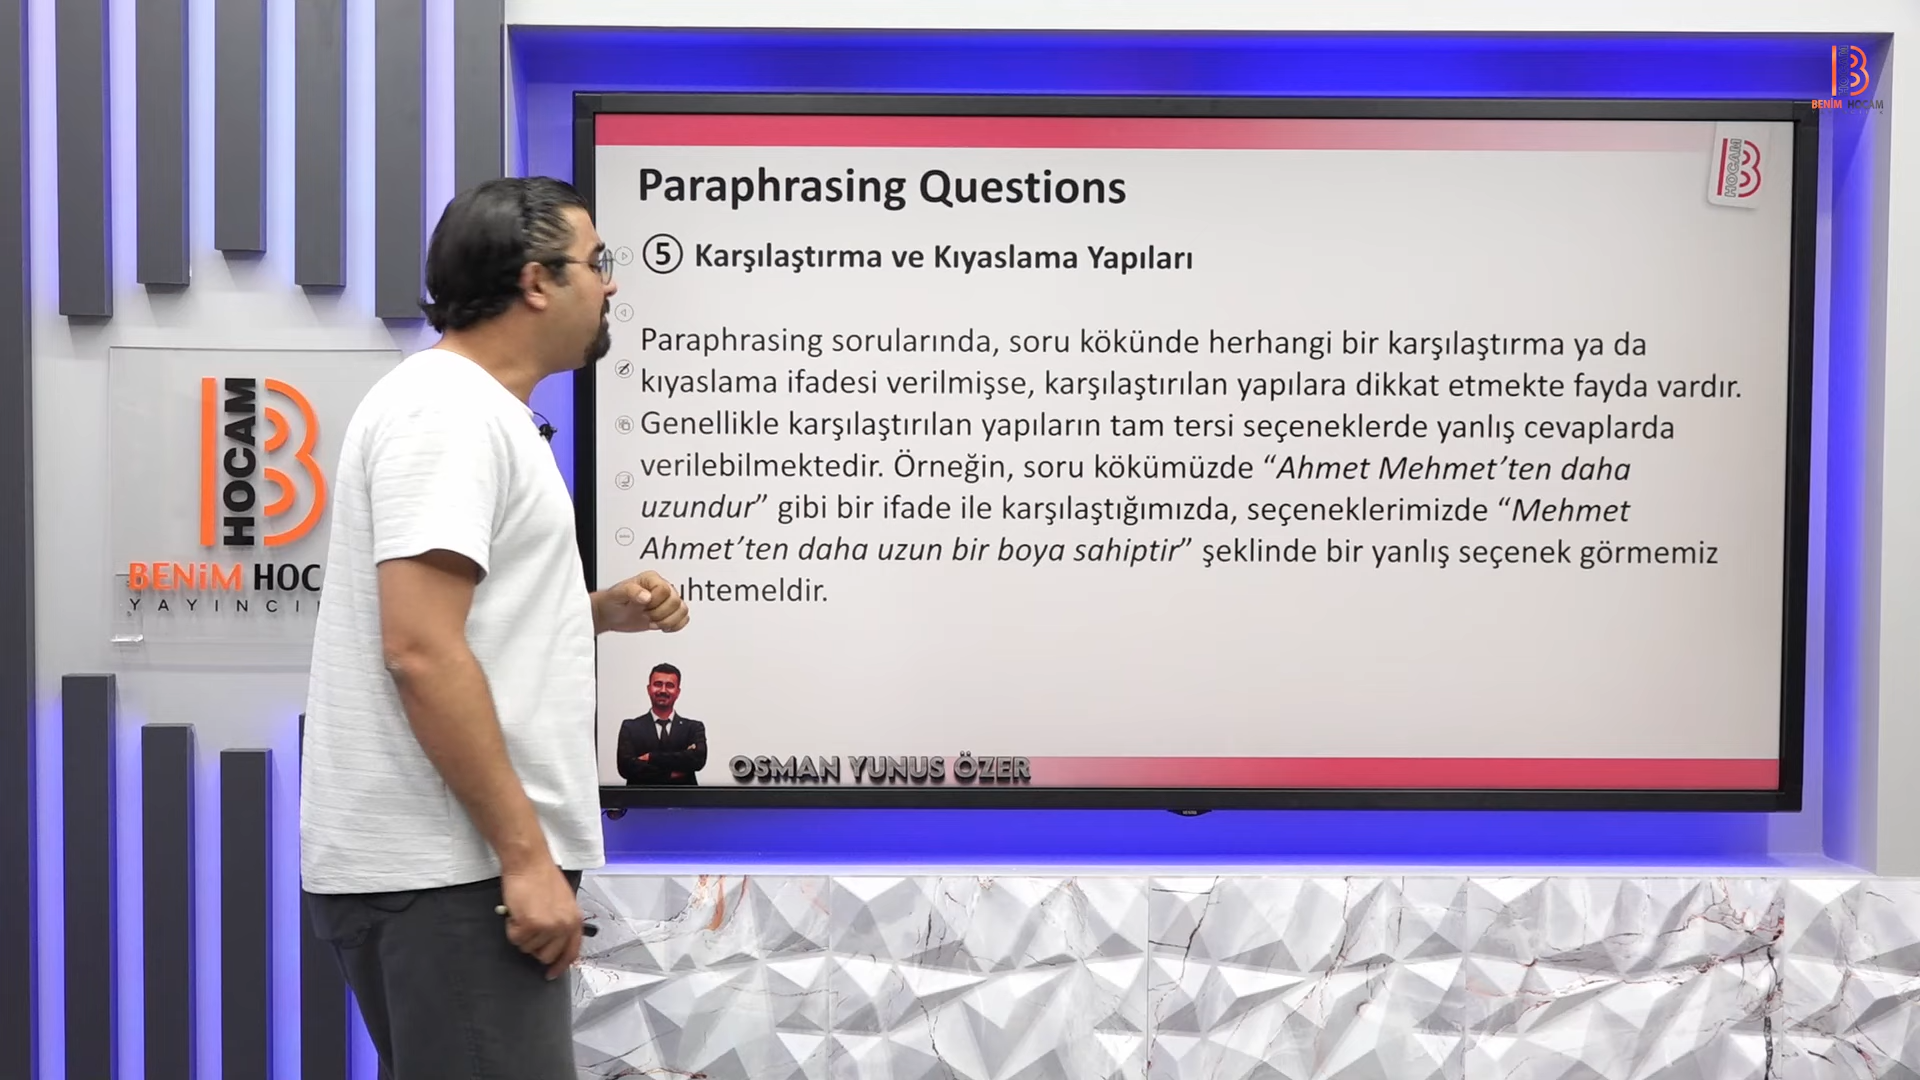 BENİM HOCAM
HOCAM
Paraphrasing Questions
5 Karşılaştırma ve Kıyaslama Yapıları
Paraphrasing sorularında, soru kökünde herhangi bir karşılaştırma ya da
kıyaslama ifadesi verilmişse, karşılaştırılan yapılara dikkat etmekte fayda vardır.
Genellikle karşılaştırılan yapıların tam tersi seçeneklerde yanlış cevaplarda
verilebilmektedir. Örneğin, soru kökümüzde “Ahmet Mehmet’ten daha
uzundur” gibi bir ifade ile karşılaştığımızda, seçeneklerimizde “Mehmet
Ahmet’ten daha uzun bir boya sahiptir” şeklinde bir yanlış seçenek görmemiz
uhtemeldir.
OSMAN YUNUS ÖZER
HOCAM
BENiM HOC
YAYINCI